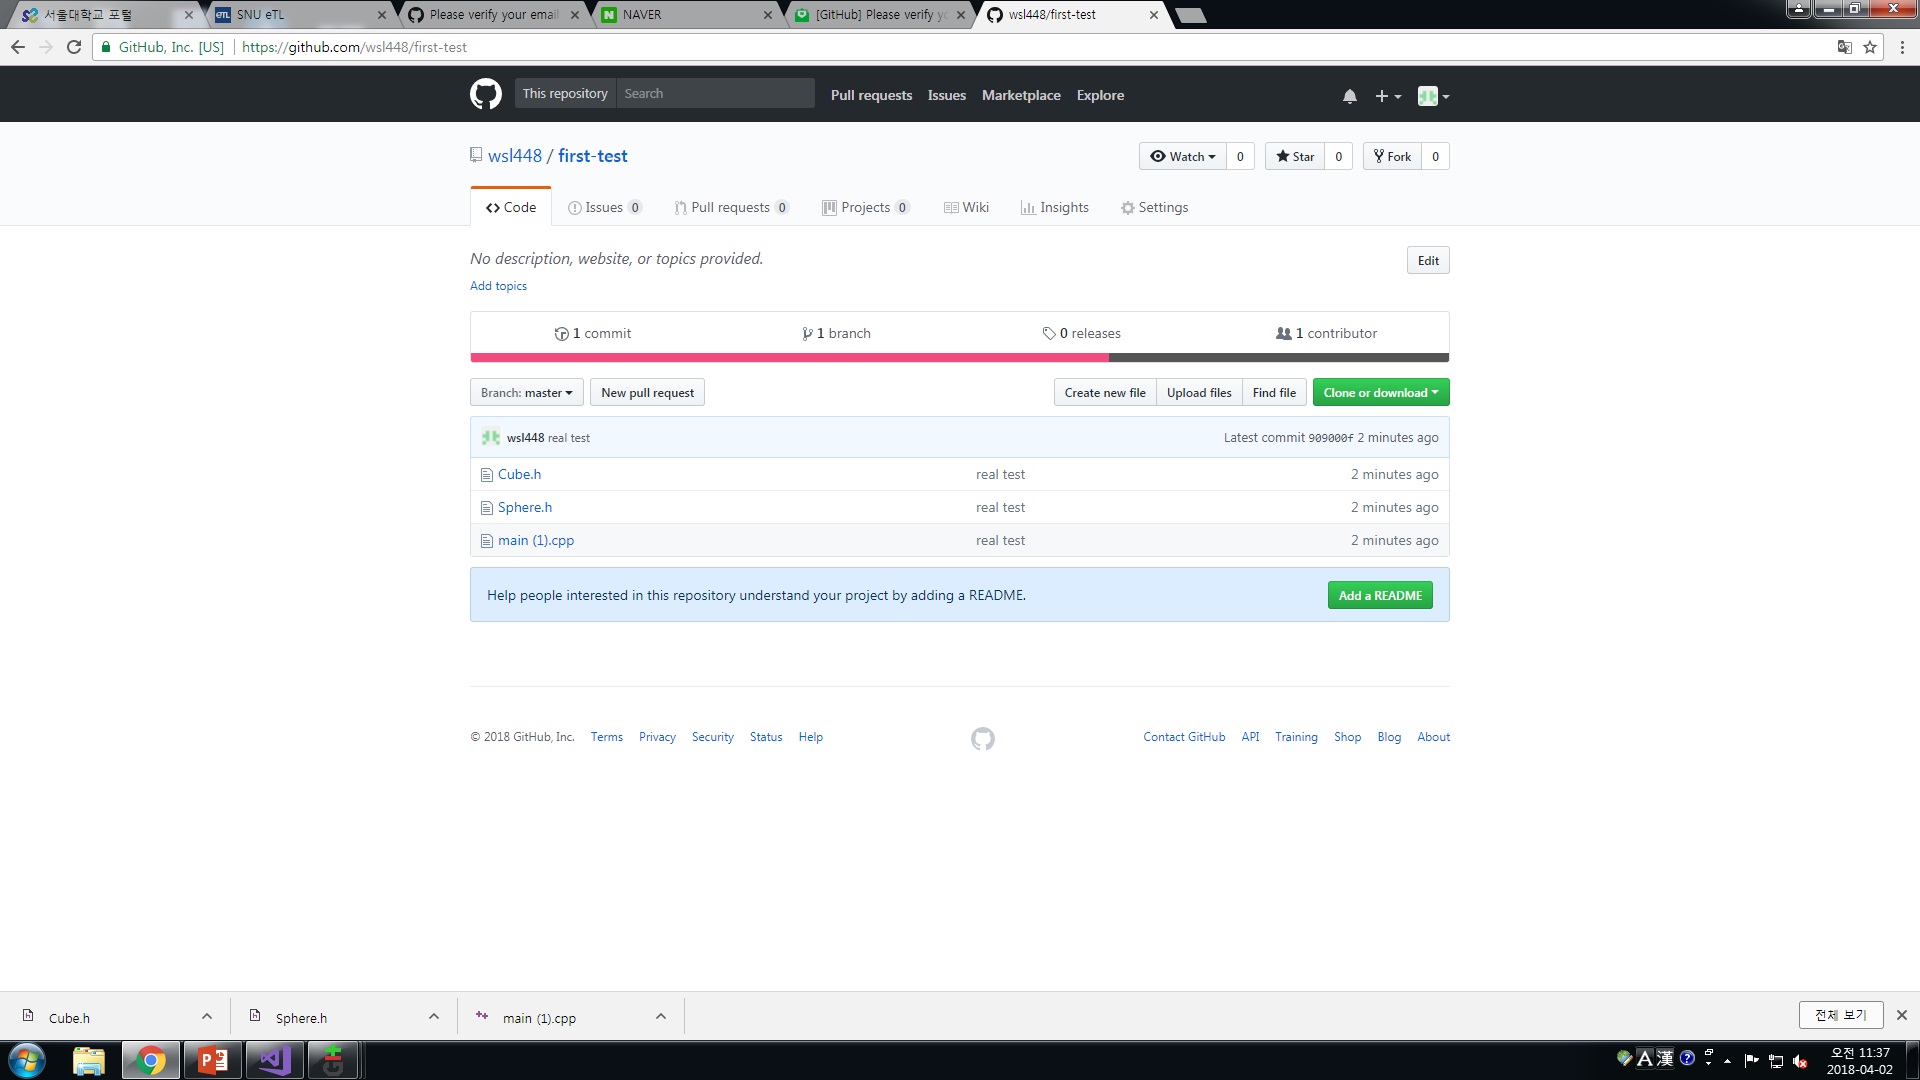 서울대학교 포털
SNU eTL
Please verify your email
NAVER
[GitHub] Please verify yo
wsl448/first-test
GitHub, Inc. [US] https://github.com/wsl448/first-test
This repository Search Pull requests Issues Marketplace Explore
wsl448 / first-test
Watch 0 Star 0 Fork 0
Code Issues 0 Pull requests 0 Projects 0 Wiki Insights Settings
No description, website, or topics provided.
Edit
Add topics
1 commit 1 branch 0 releases 1 contributor
Branch: master New pull request Create new file Upload files Find file Clone or download
wsl448 real test Latest commit 909000f 2 minutes ago
Cube.h real test 2 minutes ago
Sphere.h real test 2 minutes ago
main (1).cpp real test 2 minutes ago
Help people interested in this repository understand your project by adding a README. Add a README
© 2018 GitHub, Inc. Terms Privacy Security Status Help Contact GitHub API Training Shop Blog About
Cube.h Sphere.h main (1).cpp 전체 보기
A 漢 오전 11:37
2018-04-02